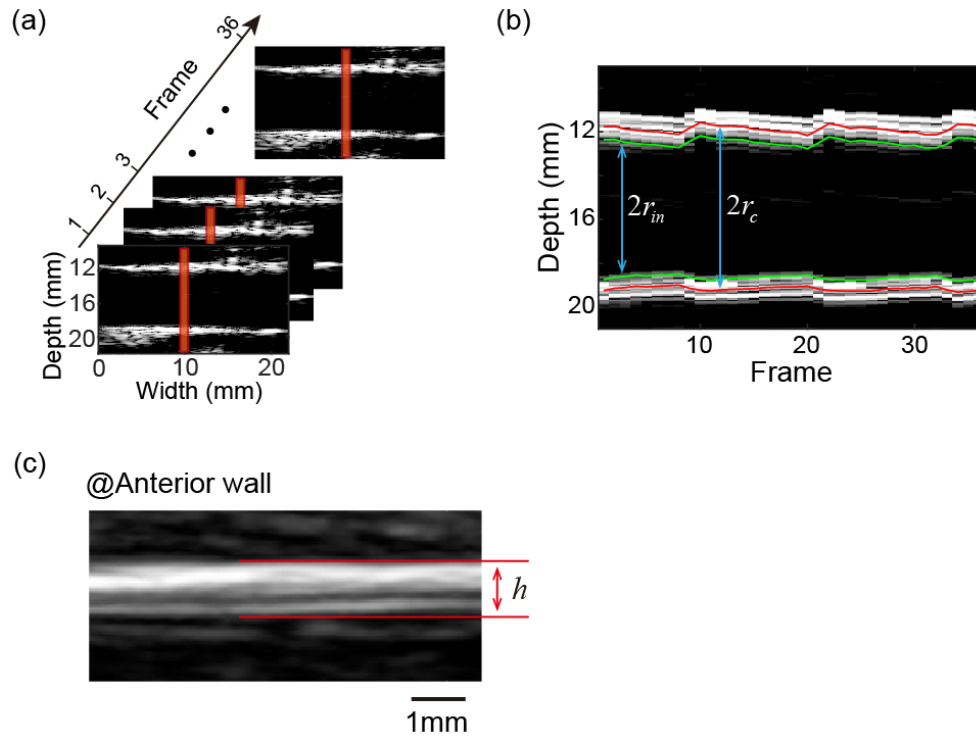 (a)
Frame
1
2
3
36
12
16
20
Depth (mm)
0
10
20
Width (mm)
(b)
12
16
20
Depth (mm)
2r_in
2r_c
10
20
30
Frame
(c)
@Anterior wall
h
1mm